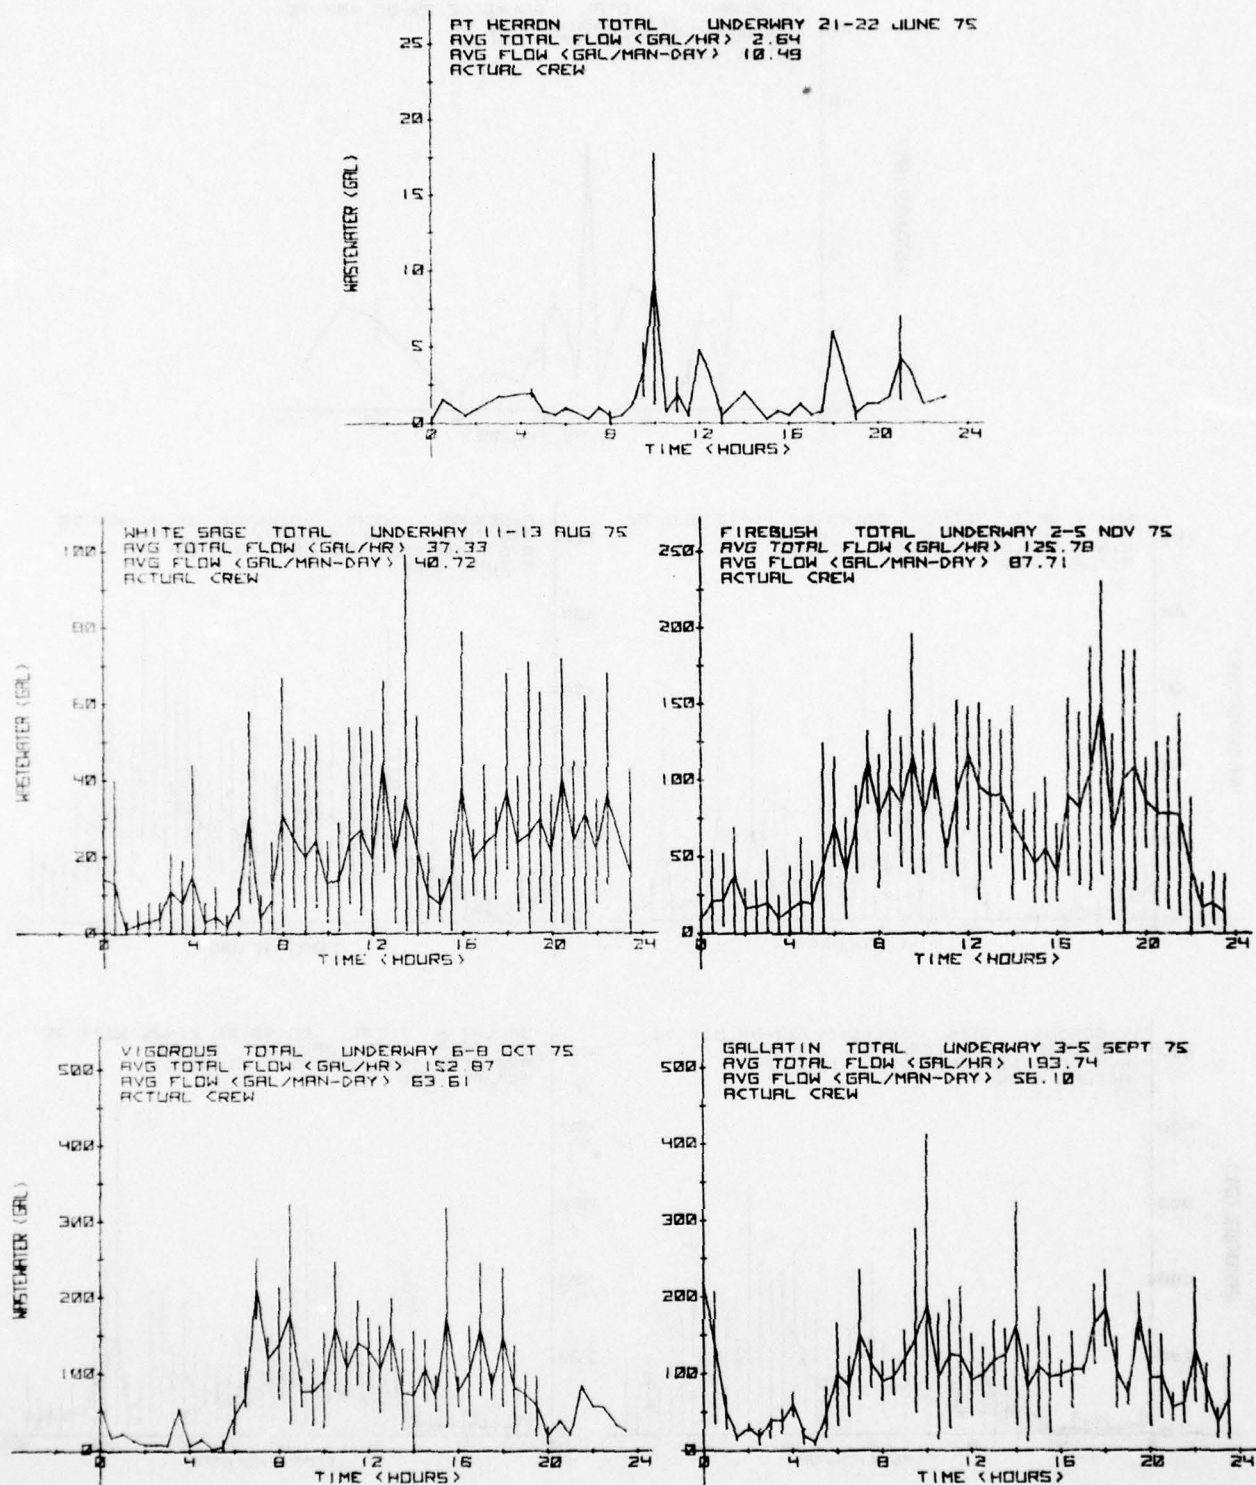 PT HERRON TOTAL UNDERWAY 21-22 JUNE 75
AVG TOTAL FLOW <GAL/HR> 2.64
AVG FLOW <GAL/MAN-DAY> 10.49
ACTUAL CREW
25
20
15
10
5
0
WASTEWATER <GAL>
0 4 8 12 16 20 24
TIME <HOURS>
WHITE SAGE TOTAL UNDERWAY 11-13 AUG 75
AVG TOTAL FLOW <GAL/HR> 37.33
AVG FLOW <GAL/MAN-DAY> 40.72
ACTUAL CREW
100
80
60
40
20
0
WASTEWATER <GAL>
0 4 8 12 16 20 24
TIME <HOURS>
FIREBUSH TOTAL UNDERWAY 2-5 NOV 75
AVG TOTAL FLOW <GAL/HR> 125.78
AVG FLOW <GAL/MAN-DAY> 87.71
ACTUAL CREW
250
200
150
100
50
0
0 4 8 12 16 20 24
TIME <HOURS>
VIGOROUS TOTAL UNDERWAY 6-8 OCT 75
AVG TOTAL FLOW <GAL/HR> 152.87
AVG FLOW <GAL/MAN-DAY> 63.61
ACTUAL CREW
500
400
300
200
100
0
WASTEWATER <GAL>
0 4 8 12 16 20 24
TIME <HOURS>
GALLATIN TOTAL UNDERWAY 3-5 SEPT 75
AVG TOTAL FLOW <GAL/HR> 193.74
AVG FLOW <GAL/MAN-DAY> 56.10
ACTUAL CREW
500
400
300
200
100
0
0 4 8 12 16 20 24
TIME <HOURS>